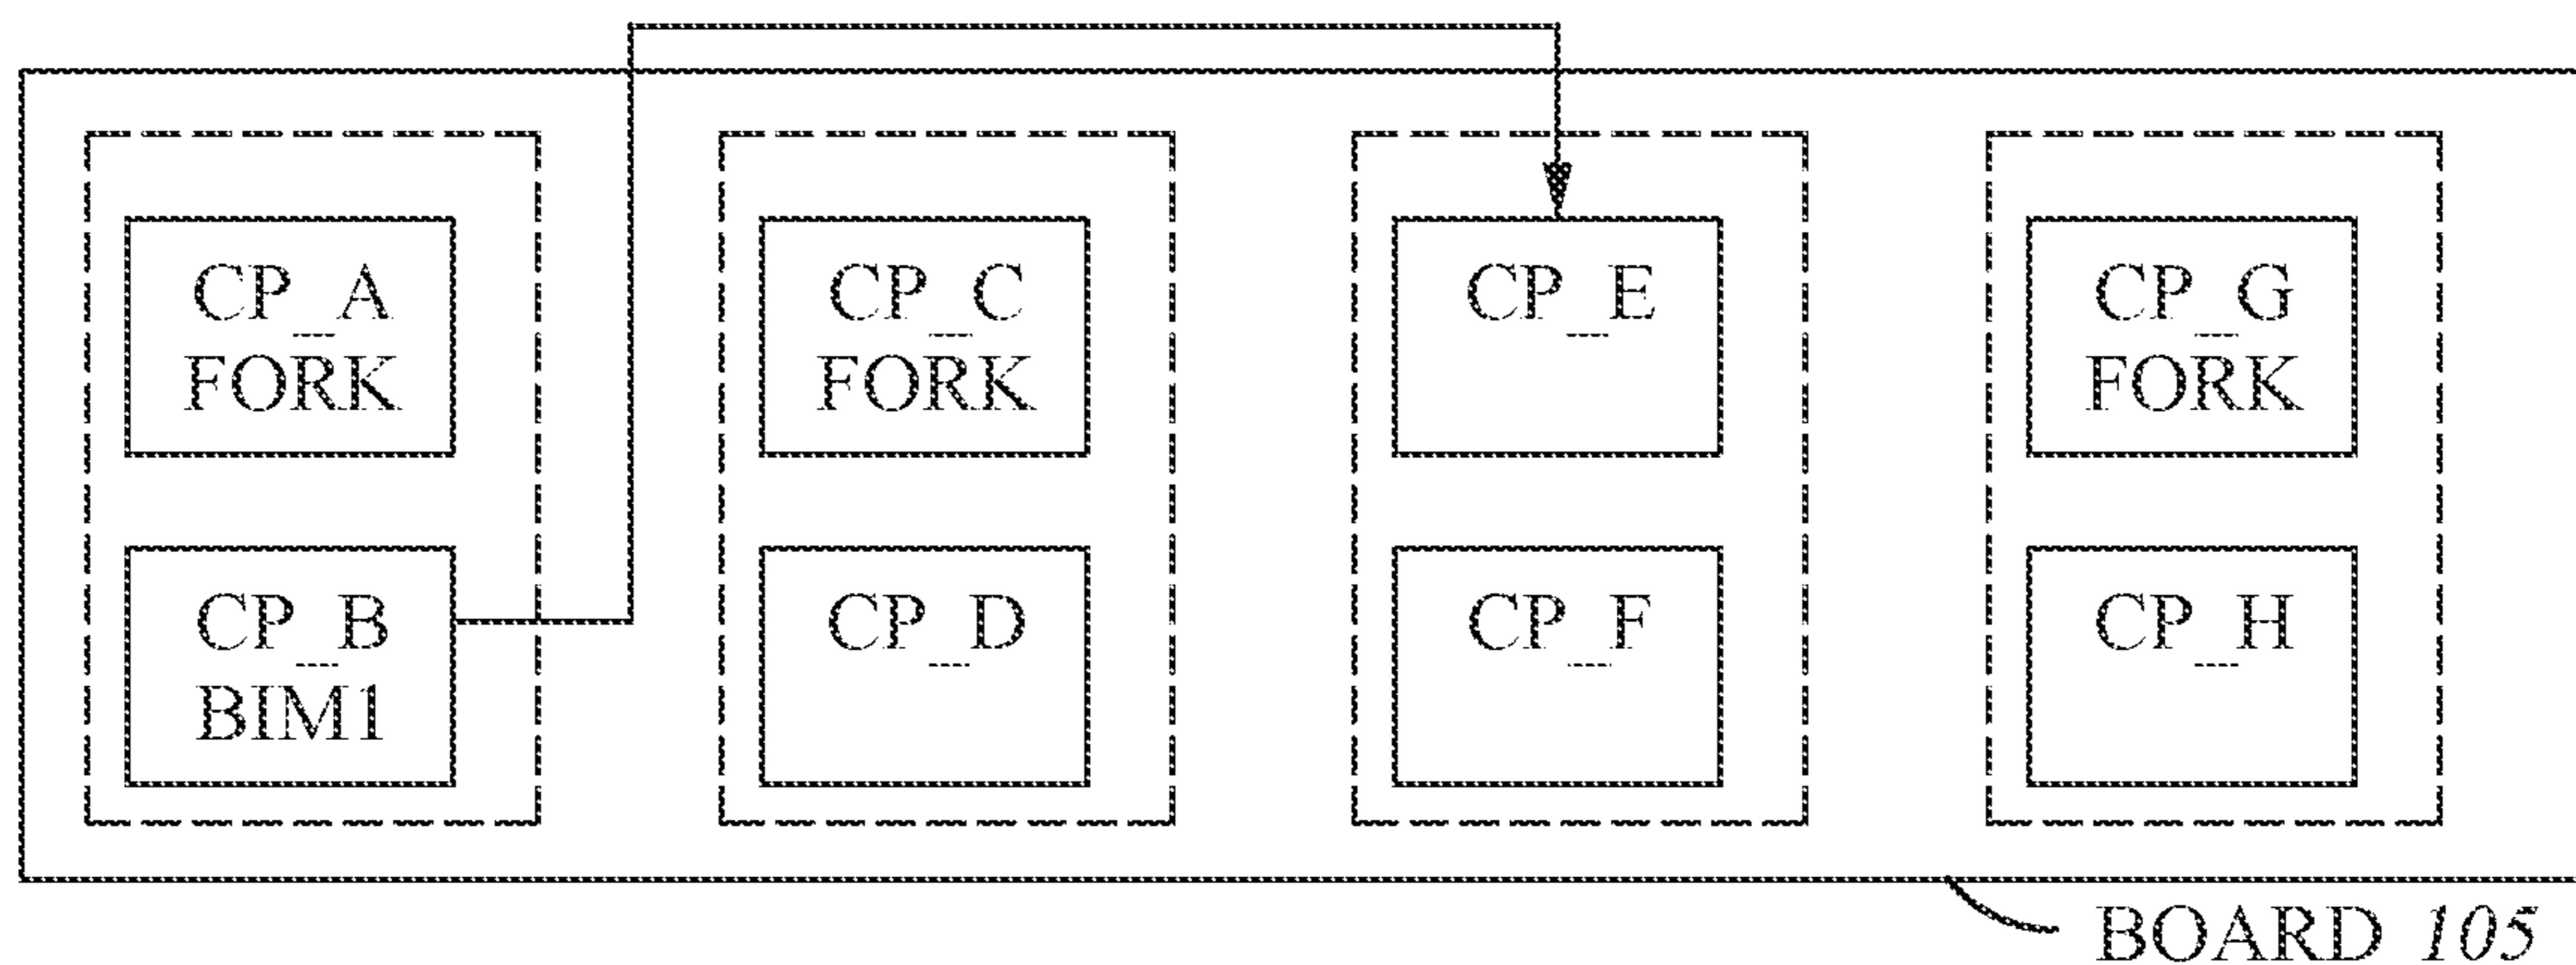 CP_A
FORK
CP_B
BIM1
CP_C
FORK
CP_D
CP_E
CP_F
CP_G
FORK
CP_H
BOARD 105